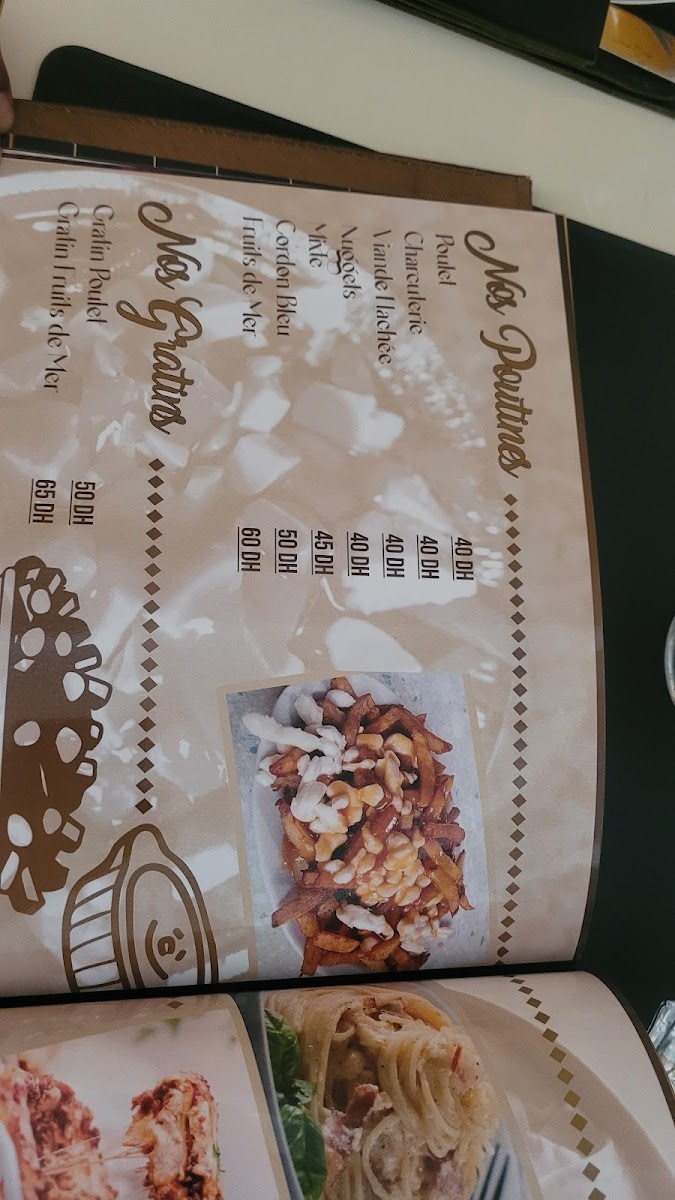 Nos Poutines
Poulet 40 DH
Charcuterie 40 DH
Viande Hachée 40 DH
Nuggets 40 DH
Mixte 45 DH
Cordon Bleu 50 DH
Fruits de Mer 60 DH
Nos Gratins
Gratin Poulet 50 DH
Gratin Fruits de Mer 65 DH